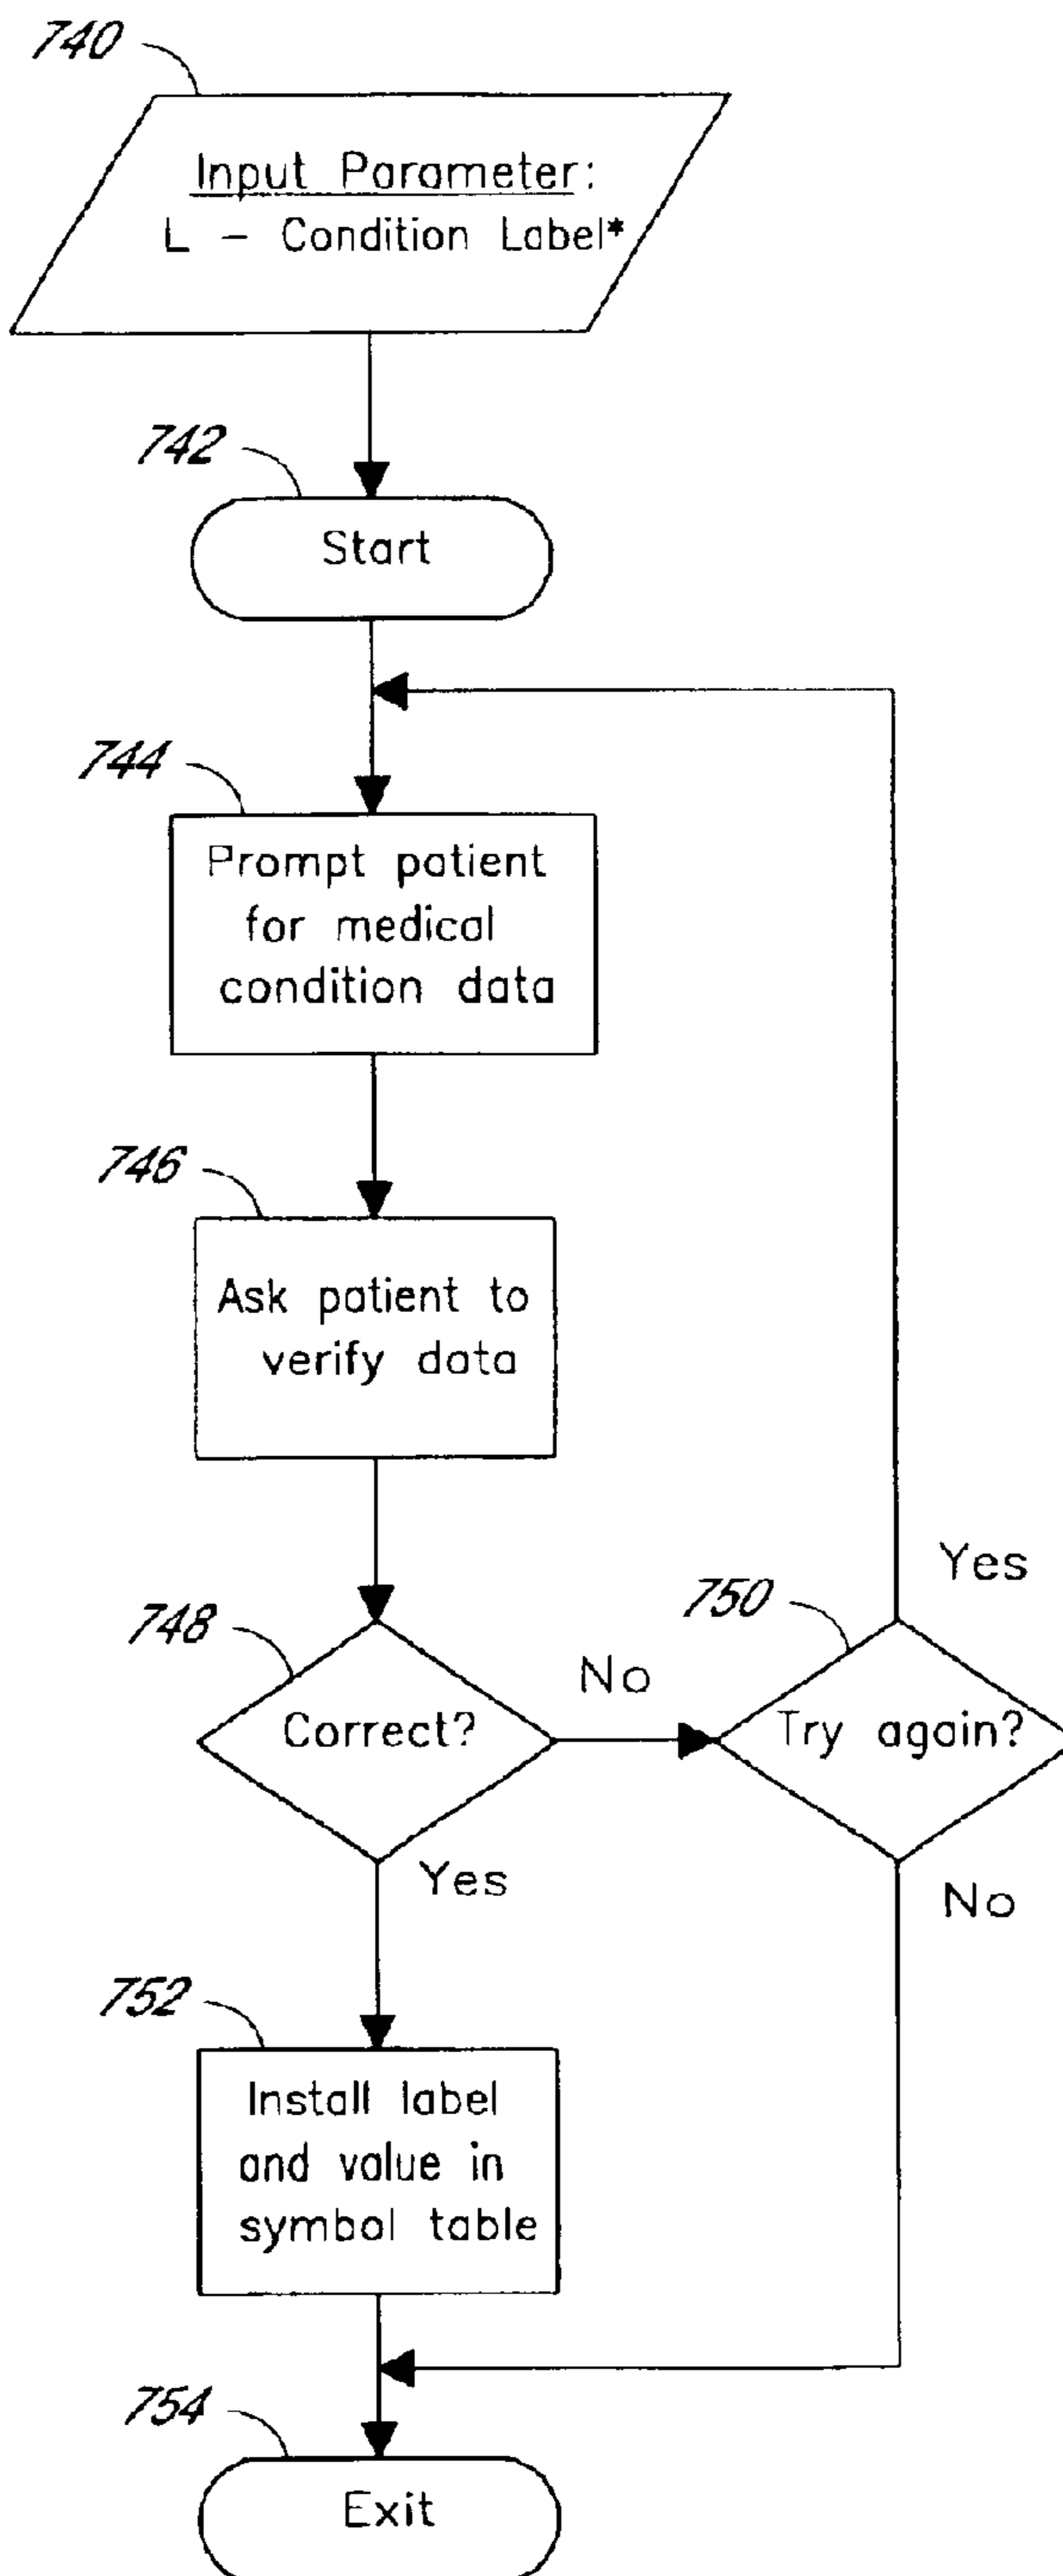 740
Input Parameter:
L - Condition Label*
742
Start
744
Prompt patient
for medical
condition data
746
Ask patient to
verify data
748
Correct?
No
750
Try again?
Yes
No
Yes
752
Install label
and value in
symbol table
754
Exit